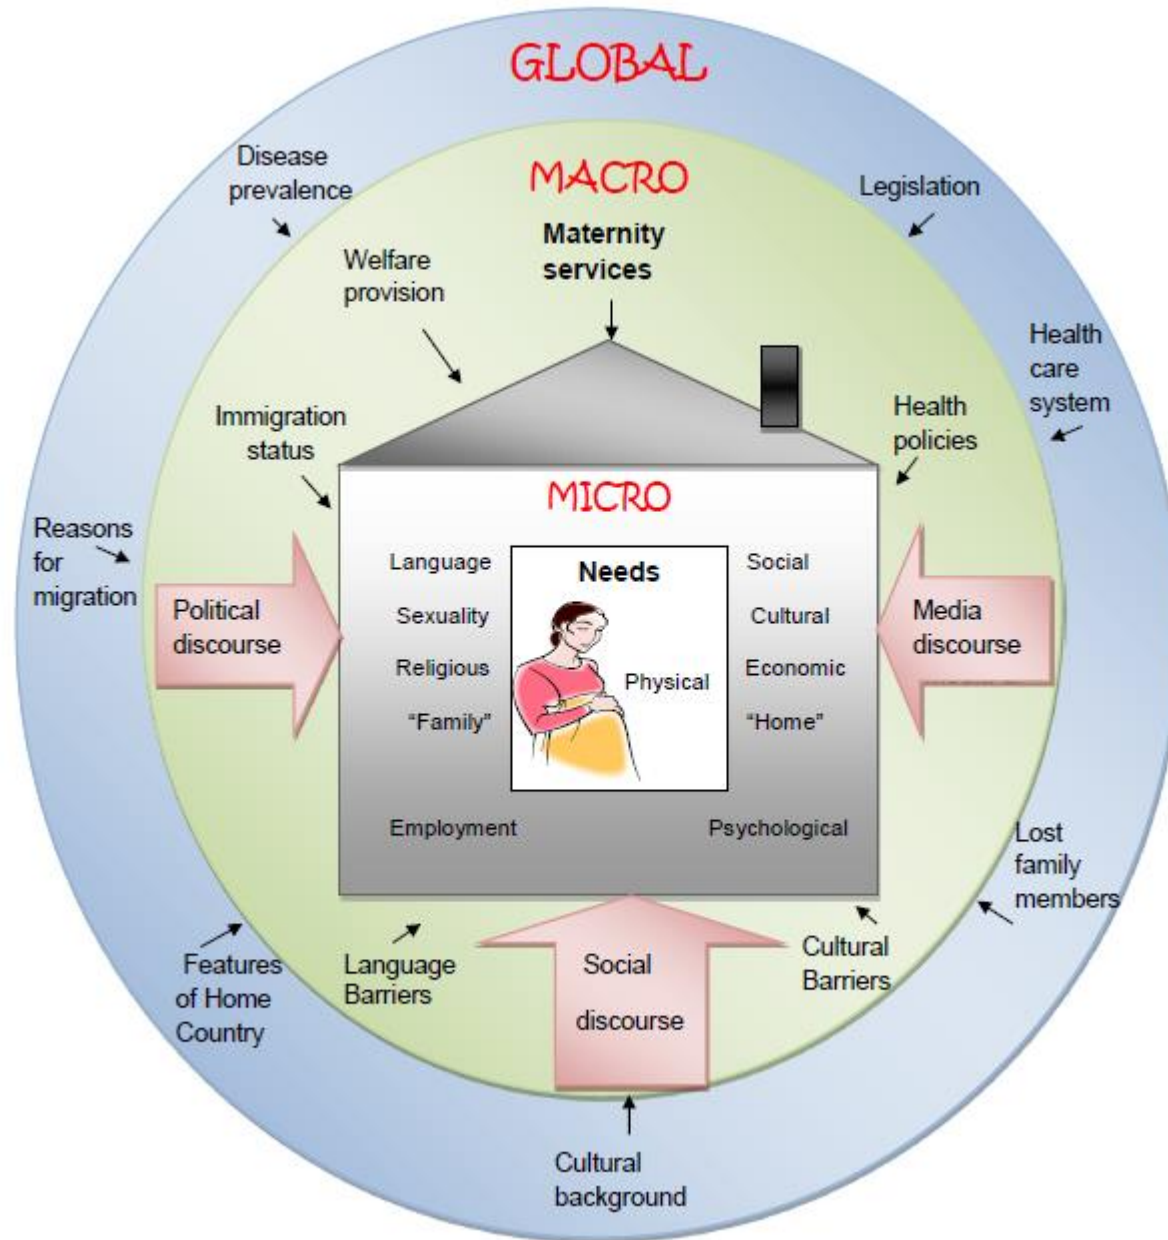 GLOBAL
Disease
prevalence
MACRO
Legislation
Maternity
services
Welfare
provision
Health
care
system
Immigration
status
Health
policies
MICRO
Reasons
for
migration
Language
Needs
Social
Political
discourse
Sexuality
Cultural
Media
discourse
Religious
Physical
Economic
“Family”
“Home”
Employment
Psychological
Lost
family
members
Features
of Home
Country
Language
Barriers
Social
discourse
Cultural
Barriers
Cultural
background